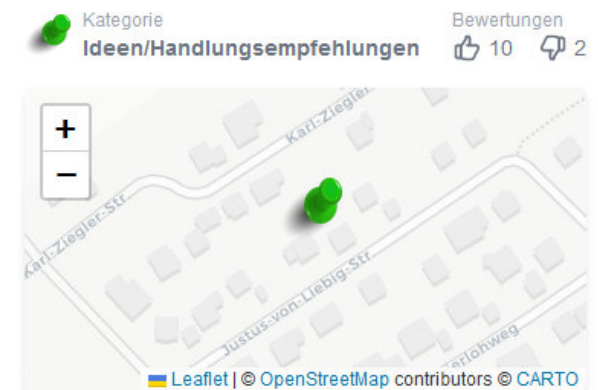 Kategorie
Ideen/Handlungsempfehlungen
Bewertungen
10 2
+
−
Karl-Ziegler
Karl-Ziegler-Str.
Justus-von-Liebig-Str.
erlohweg
Leaflet | © OpenStreetMap contributors © CARTO